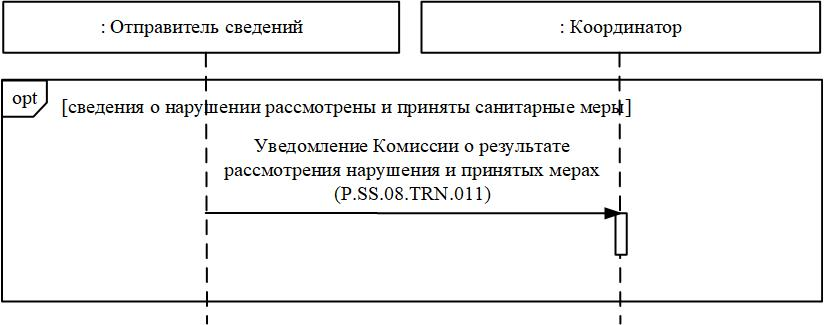 : Отправитель сведений
: Координатор
opt
[сведения о нарушении рассмотрены и приняты санитарные меры]
Уведомление Комиссии о результате
рассмотрения нарушения и принятых мерах
(P.SS.08.TRN.011)